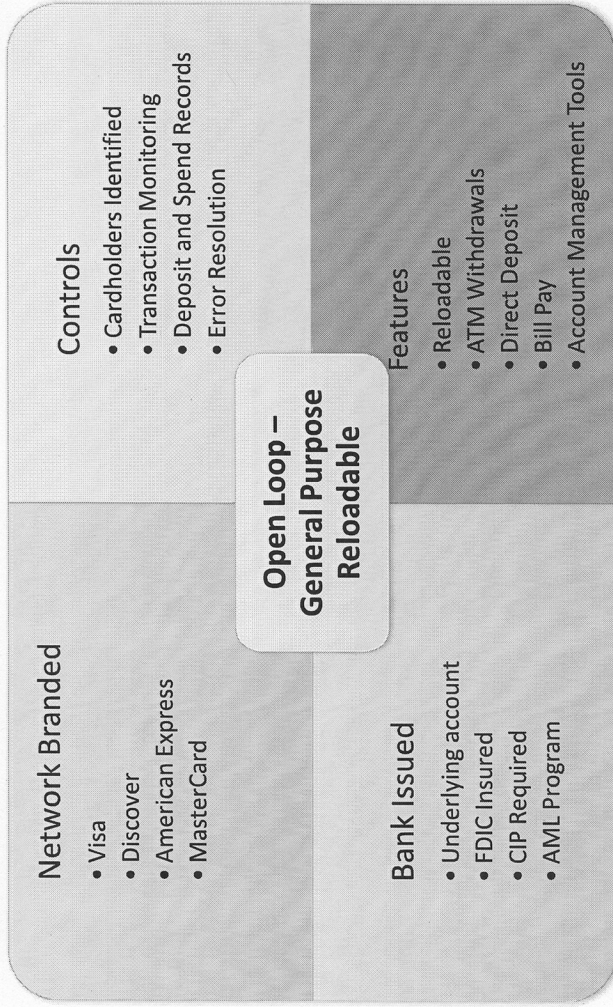 Network Branded
• Visa
• Discover
• American Express
• MasterCard
Controls
• Cardholders Identified
• Transaction Monitoring
• Deposit and Spend Records
• Error Resolution
Open Loop –
General Purpose
Reloadable
Bank Issued
• Underlying account
• FDIC Insured
• CIP Required
• AML Program
Features
• Reloadable
• ATM Withdrawals
• Direct Deposit
• Bill Pay
• Account Management Tools